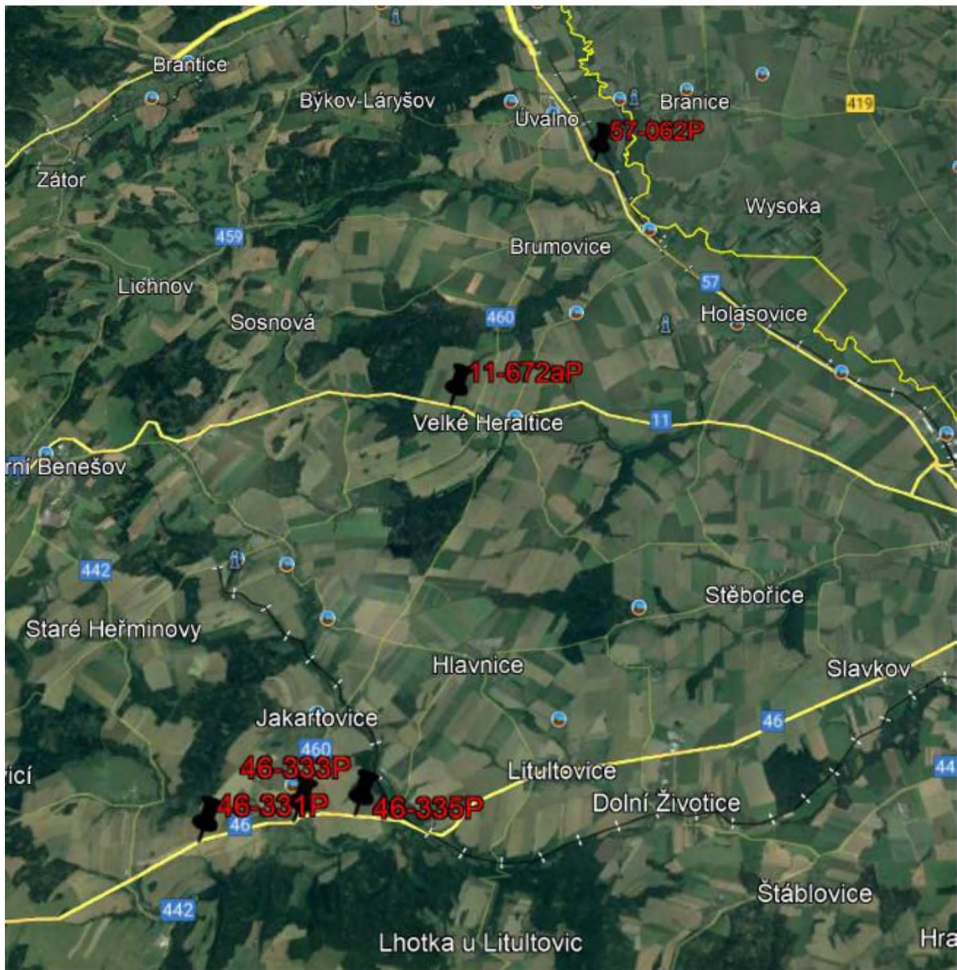 Brantice
Býkov-Láryšov
Úvalno
Branice
419
57-062P
Zátor
Wysoka
459
Brumovice
57
Lichnov
Sosnová
460
Holasovice
11-672aP
Velké Heraltice
11
rní Benešov
442
Stěbořice
Staré Heřminovy
Hlavnice
Slavkov
Jakartovice
46
460
vicí
46-333P
Litultovice
44
46-331P
46-335P
Dolní Životice
46
Štáblovice
442
Lhotka u Litultovic
Hra